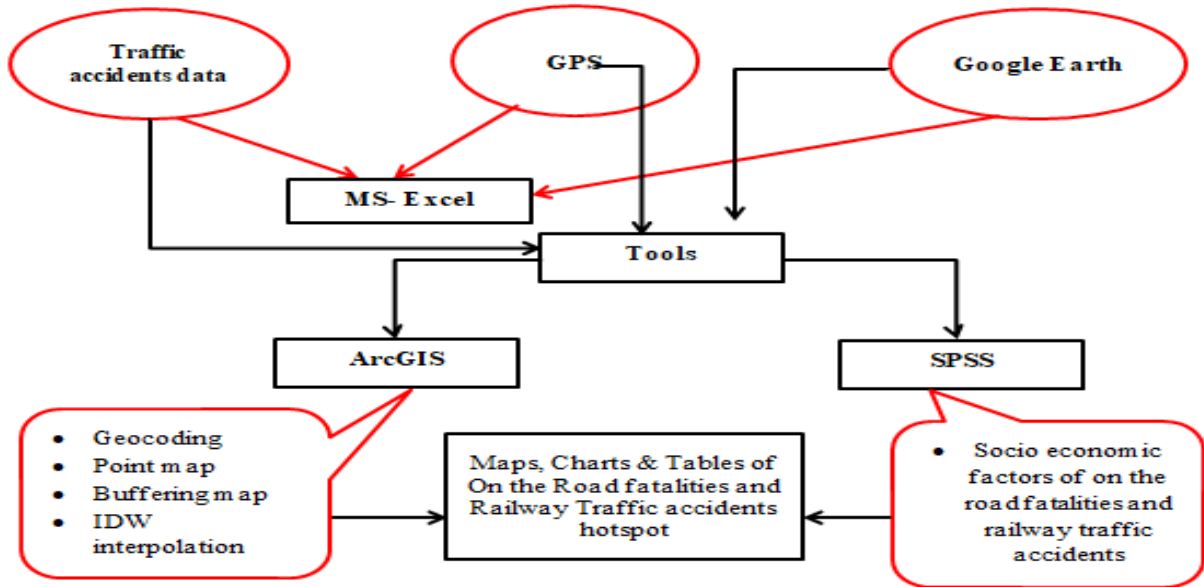 Traffic
accidents data
GPS
Google Earth
MS- Excel
Tools
ArcGIS
SPSS
• Geocoding
• Point map
• Buffering map
• IDW
interpolation
Maps, Charts & Tables of
On the Road fatalities and
Railway Traffic accidents
hotspot
• Socio economic
factors of on the
road fatalities and
railway traffic
accidents